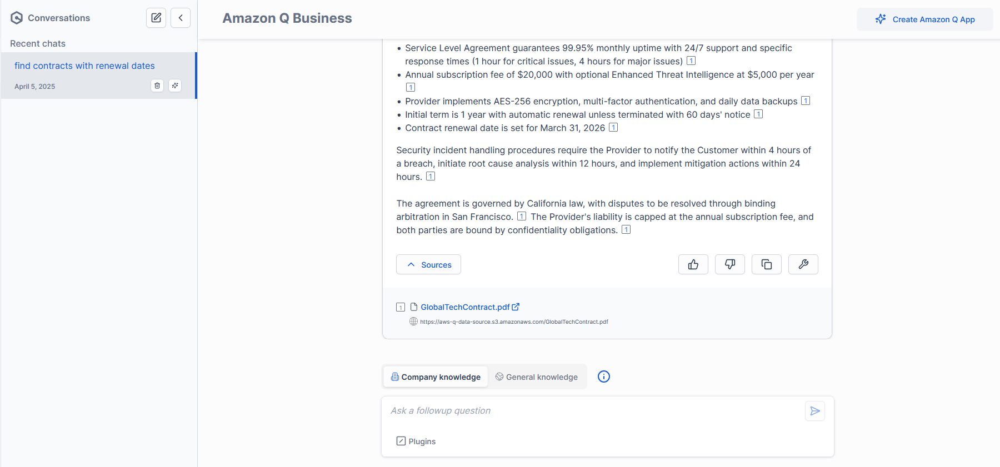 Conversations
Amazon Q Business
Create Amazon Q App
Recent chats
find contracts with renewal dates
April 5, 2025
• Service Level Agreement guarantees 99.95% monthly uptime with 24/7 support and specific
response times (1 hour for critical issues, 4 hours for major issues) 1
• Annual subscription fee of $20,000 with optional Enhanced Threat Intelligence at $5,000 per year
1
• Provider implements AES-256 encryption, multi-factor authentication, and daily data backups 1
• Initial term is 1 year with automatic renewal unless terminated with 60 days' notice 1
• Contract renewal date is set for March 31, 2026 1
Security incident handling procedures require the Provider to notify the Customer within 4 hours of
a breach, initiate root cause analysis within 12 hours, and implement mitigation actions within 24
hours. 1
The agreement is governed by California law, with disputes to be resolved through binding
arbitration in San Francisco. 1 The Provider's liability is capped at the annual subscription fee, and
both parties are bound by confidentiality obligations. 1
Sources
1 GlobalTechContract.pdf
https://aws-q-data-source.s3.amazonaws.com/GlobalTechContract.pdf
Company knowledge
General knowledge
Ask a followup question
Plugins